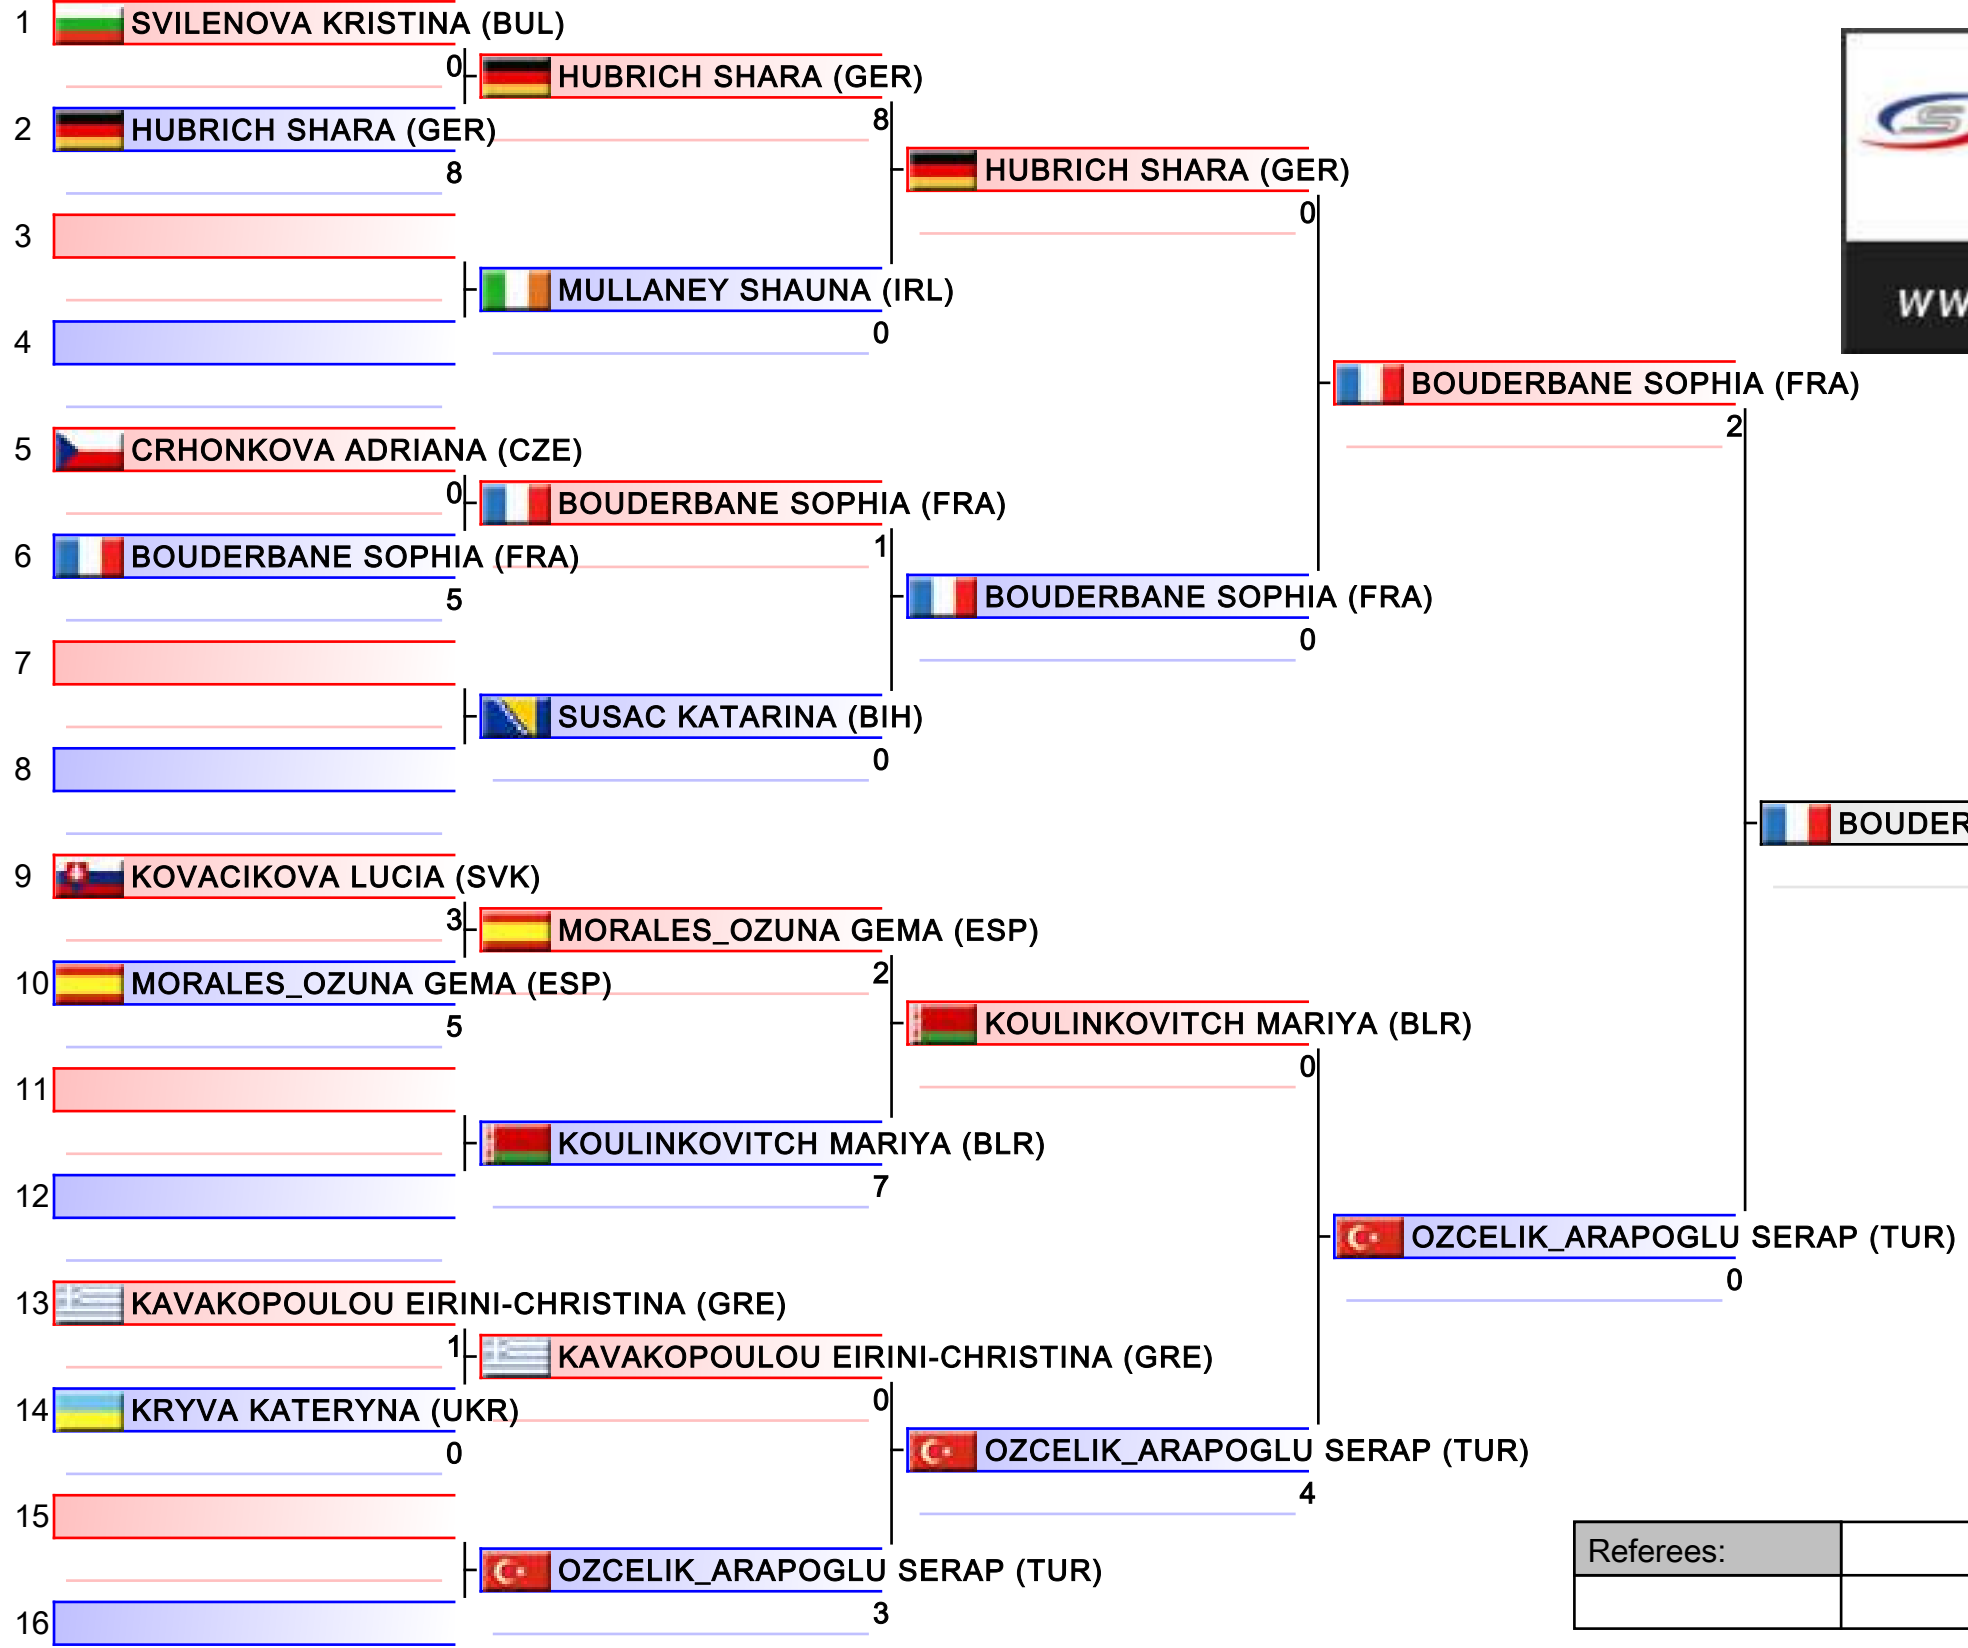 1 SVILENOVA KRISTINA (BUL)
0
HUBRICH SHARA (GER)
8
2 HUBRICH SHARA (GER)
8
HUBRICH SHARA (GER)
0
3
MULLANEY SHAUNA (IRL)
0
4
BOUDERBANE SOPHIA (FRA)
2
5 CRHONKOVA ADRIANA (CZE)
0
BOUDERBANE SOPHIA (FRA)
1
6 BOUDERBANE SOPHIA (FRA)
5
BOUDERBANE SOPHIA (FRA)
0
7
SUSAC KATARINA (BIH)
0
8
BOUDER
9 KOVACIKOVA LUCIA (SVK)
3
MORALES_OZUNA GEMA (ESP)
2
10 MORALES_OZUNA GEMA (ESP)
5
KOULINKOVITCH MARIYA (BLR)
0
11
KOULINKOVITCH MARIYA (BLR)
7
12
OZCELIK_ARAPOGLU SERAP (TUR)
0
13 KAVAKOPOULOU EIRINI-CHRISTINA (GRE)
1
KAVAKOPOULOU EIRINI-CHRISTINA (GRE)
0
14 KRYVA KATERYNA (UKR)
0
OZCELIK_ARAPOGLU SERAP (TUR)
4
15
OZCELIK_ARAPOGLU SERAP (TUR)
3
16
S
ww
Referees: